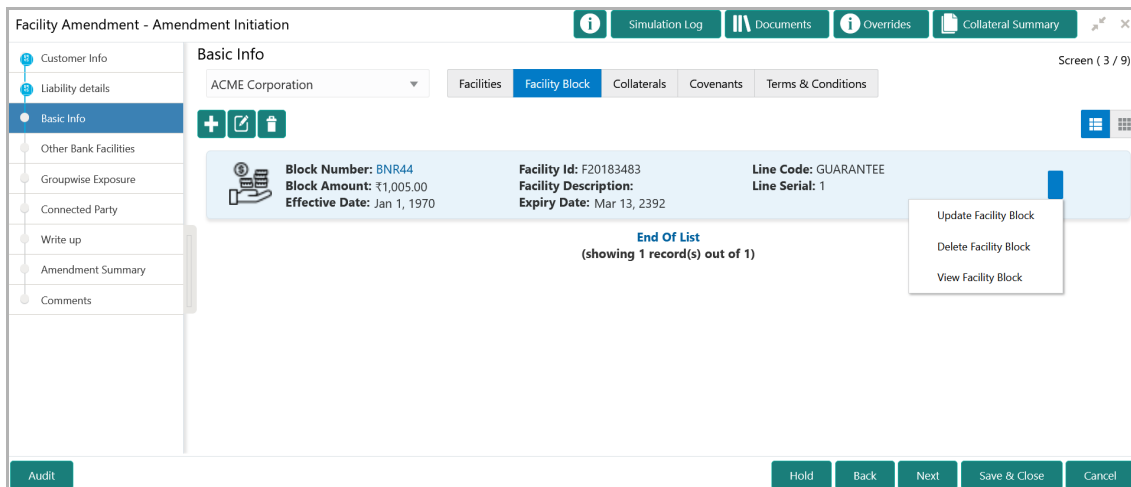 Facility Amendment - Amendment Initiation
Simulation Log
Documents
Overrides
Collateral Summary
Customer Info
Liability details
Basic Info
Other Bank Facilities
Groupwise Exposure
Connected Party
Write up
Amendment Summary
Comments
Basic Info
Screen ( 3 / 9)
ACME Corporation
Facilities
Facility Block
Collaterals
Covenants
Terms & Conditions
Block Number: BNR44
Block Amount: ₹1,005.00
Effective Date: Jan 1, 1970
Facility Id: F20183483
Facility Description:
Expiry Date: Mar 13, 2392
Line Code: GUARANTEE
Line Serial: 1
Update Facility Block
Delete Facility Block
View Facility Block
End Of List
(showing 1 record(s) out of 1)
Audit
Hold
Back
Next
Save & Close
Cancel